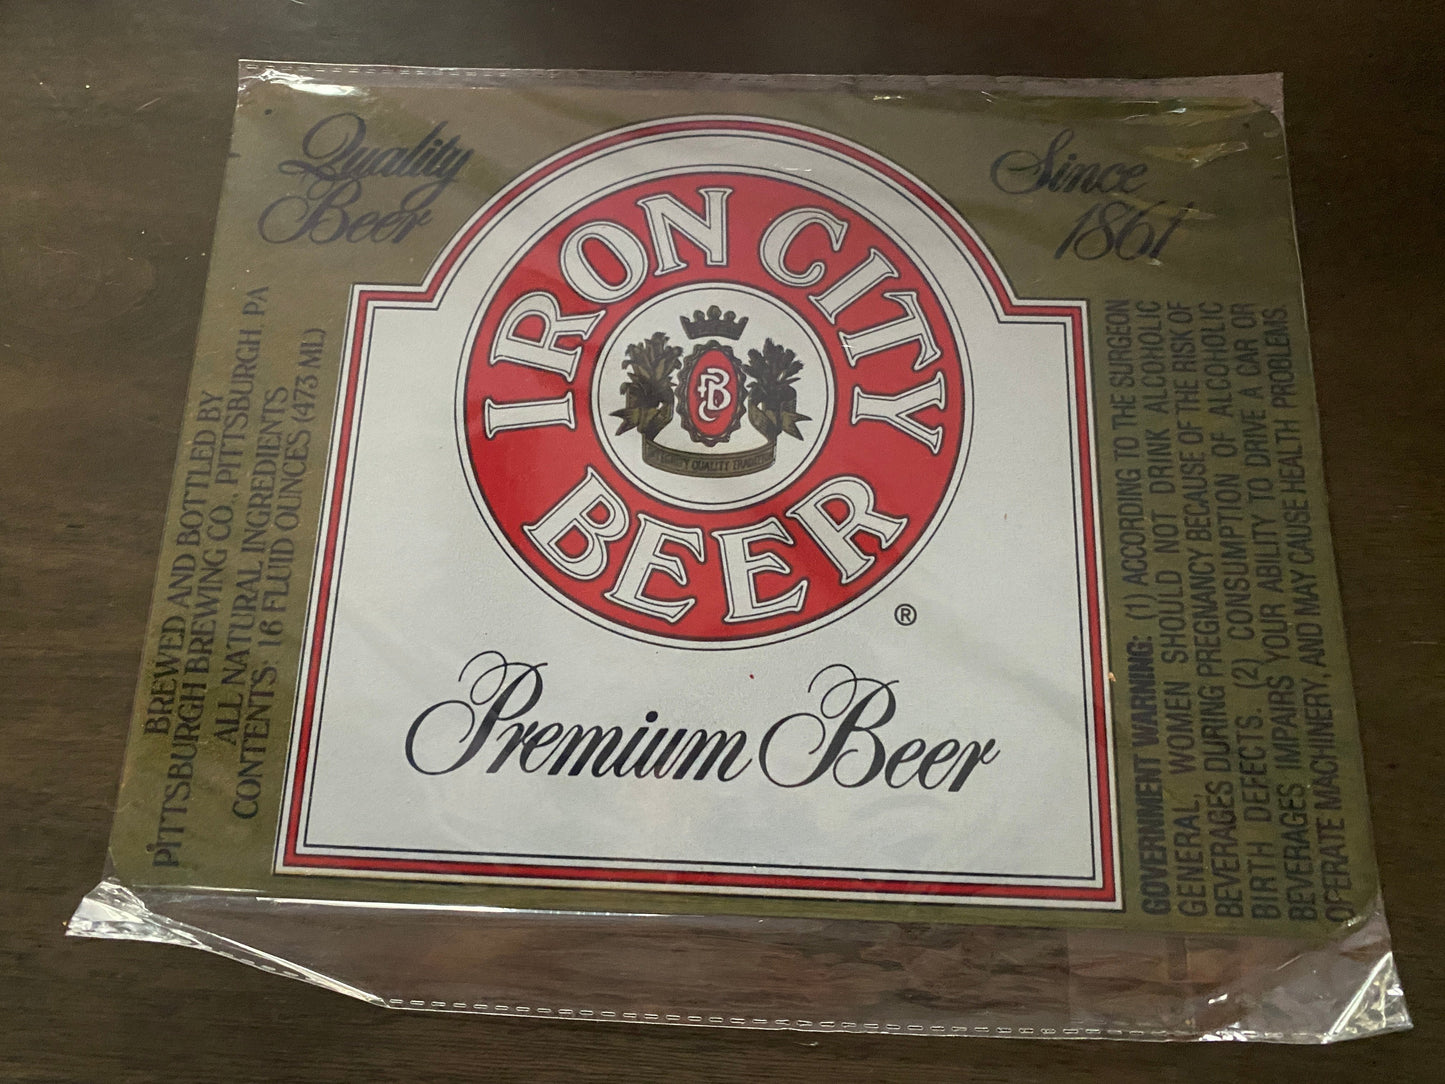 Quality
Beer
Since
1861
IRON CITY
BEER
PBC
QUALITY TRADITION
®
Premium Beer
BREWED AND BOTTLED BY
PITTSBURGH BREWING CO., PITTSBURGH, PA
ALL NATURAL INGREDIENTS
CONTENTS: 16 FLUID OUNCES (473 ML)
GOVERNMENT WARNING: (1) ACCORDING TO THE SURGEON
GENERAL, WOMEN SHOULD NOT DRINK ALCOHOLIC
BEVERAGES DURING PREGNANCY BECAUSE OF THE RISK OF
BIRTH DEFECTS. (2) CONSUMPTION OF ALCOHOLIC
BEVERAGES IMPAIRS YOUR ABILITY TO DRIVE A CAR OR
OPERATE MACHINERY, AND MAY CAUSE HEALTH PROBLEMS.